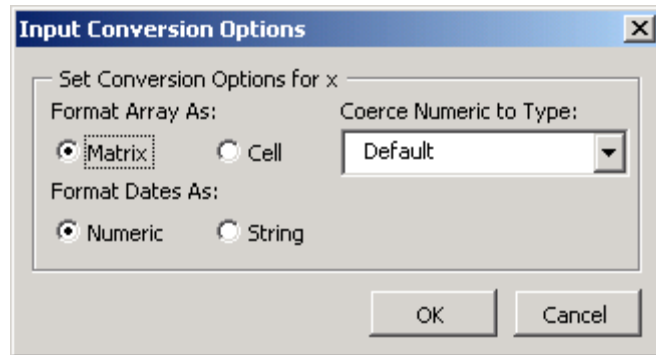 Input Conversion Options
Set Conversion Options for x
Format Array As: Coerce Numeric to Type:
Matrix Cell Default
Format Dates As:
Numeric String
OK Cancel